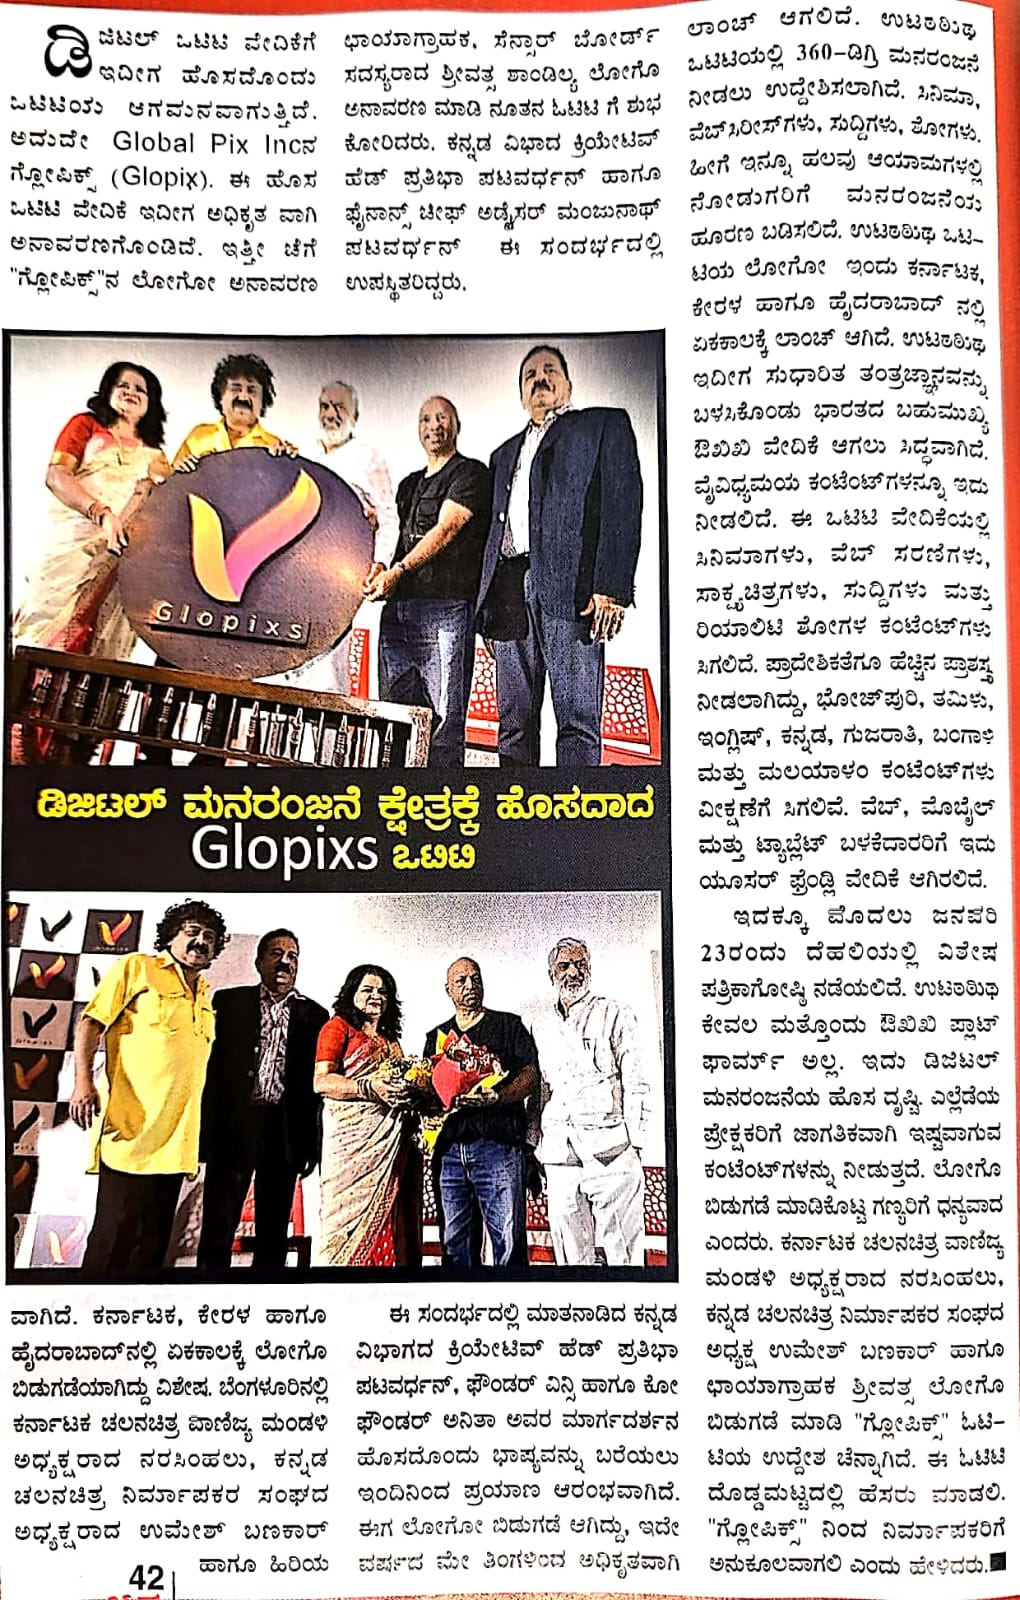 ಡಿಜಿಟಲ್ ಒಟಿಟಿ ವೇದಿಕೆಗೆ
ಇದೀಗ ಹೊಸದೊಂದು
ಒಟಿಟಿಯ ಆಗಮನವಾಗುತ್ತಿದೆ.
ಅದುದೇ Global Pix Incನ
ಗ್ಲೋಪಿಕ್ಸ್ (Glopix). ಈ ಹೊಸ
ಒಟಿಟಿ ವೇದಿಕೆ ಇದೀಗ ಅಧಿಕೃತ ವಾಗಿ
ಅನಾವರಣಗೊಂಡಿದೆ. ಇತ್ತೀ ಚೆಗೆ
"ಗ್ಲೋಪಿಕ್ಸ್"ನ ಲೋಗೋ ಅನಾವರಣ
Glopixs
ಡಿಜಿಟಲ್ ಮನರಂಜನೆ ಕ್ಷೇತ್ರಕ್ಕೆ ಹೊಸದಾದ
Glopixs ಒಟಿಟಿ
ವಾಗಿದೆ. ಕರ್ನಾಟಕ, ಕೇರಳ ಹಾಗೂ
ಹೈದರಾಬಾದ್‌ನಲ್ಲಿ ಏಕಕಾಲಕ್ಕೆ ಲೋಗೊ
ಬಿಡುಗಡೆಯಾಗಿದ್ದು ವಿಶೇಷ. ಬೆಂಗಳೂರಿನಲ್ಲಿ
ಕರ್ನಾಟಕ ಚಲನಚಿತ್ರ ವಾಣಿಜ್ಯ ಮಂಡಳಿ
ಅಧ್ಯಕ್ಷರಾದ ನರಸಿಂಹಲು, ಕನ್ನಡ
ಚಲನಚಿತ್ರ ನಿರ್ಮಾಪಕರ ಸಂಘದ
ಅಧ್ಯಕ್ಷರಾದ ಉಮೇಶ್ ಬಣಕಾರ್
ಹಾಗೂ ಹಿರಿಯ
ಛಾಯಾಗ್ರಾಹಕ, ಸೆನ್ಸಾರ್ ಬೋರ್ಡ್
ಸದಸ್ಯರಾದ ಶ್ರೀವತ್ಸ ಶಾಂಡಿಲ್ಯ ಲೋಗೊ
ಅನಾವರಣ ಮಾಡಿ ನೂತನ ಓಟಿಟಿ ಗೆ ಶುಭ
ಕೋರಿದರು. ಕನ್ನಡ ವಿಭಾದ ಕ್ರಿಯೇಟಿವ್
ಹೆಡ್ ಪ್ರತಿಭಾ ಪಟವರ್ಧನ್ ಹಾಗೂ
ಫೈನಾನ್ಸ್ ಚೀಫ್ ಅಡ್ವೈಸರ್ ಮಂಜುನಾಥ್
ಪಟವರ್ಧನ್ ಈ ಸಂದರ್ಭದಲ್ಲಿ
ಉಪಸ್ಥಿತರಿದ್ದರು.
ಈ ಸಂದರ್ಭದಲ್ಲಿ ಮಾತನಾಡಿದ ಕನ್ನಡ
ವಿಭಾಗದ ಕ್ರಿಯೇಟಿವ್ ಹೆಡ್ ಪ್ರತಿಭಾ
ಪಟವರ್ಧನ್, ಫೌಂಡರ್ ವಿನ್ಸಿ ಹಾಗೂ ಕೋ
ಫೌಂಡರ್ ಅನಿತಾ ಅವರ ಮಾರ್ಗದರ್ಶನ
ಹೊಸದೊಂದು ಭಾಷ್ಯವನ್ನು ಬರೆಯಲು
ಇಂದಿನಿಂದ ಪ್ರಯಾಣ ಆರಂಭವಾಗಿದೆ.
ಈಗ ಲೋಗೋ ಬಿಡುಗಡೆ ಆಗಿದ್ದು, ಇದೇ
ವರ್ಷದ ಮೇ ತಿಂಗಳಿಂದ ಅಧಿಕೃತವಾಗಿ
ಲಾಂಚ್ ಆಗಲಿದೆ. ಉಟಠಠಿಥಿ
ಒಟಿಟಿಯಲ್ಲಿ 360-ಡಿಗ್ರಿ ಮನರಂಜನೆ
ನೀಡಲು ಉದ್ದೇಶಿಸಲಾಗಿದೆ. ಸಿನಿಮಾ,
ವೆಬ್‌ಸಿರೀಸ್‌ಗಳು, ಸುದ್ದಿಗಳು, ಶೋಗಳು.
ಹೀಗೆ ಇನ್ನೂ ಹಲವು ಆಯಾಮಗಳಲ್ಲಿ
ನೋಡುಗರಿಗೆ ಮನರಂಜನೆಯ
ಹೂರಣ ಬಡಿಸಲಿದೆ. ಉಟಠಠಿಥಿ ಒಟಿ-
ಟಿಯ ಲೋಗೋ ಇಂದು ಕರ್ನಾಟಕ,
ಕೇರಳ ಹಾಗೂ ಹೈದರಾಬಾದ್ ನಲ್ಲಿ
ಏಕಕಾಲಕ್ಕೆ ಲಾಂಚ್ ಆಗಿದೆ. ಉಟಠಠಿಥಿ
ಇದೀಗ ಸುಧಾರಿತ ತಂತ್ರಜ್ಞಾನವನ್ನು
ಬಳಸಿಕೊಂಡು ಭಾರತದ ಬಹುಮುಖ್ಯ
ಔಖಿಖಿ ವೇದಿಕೆ ಆಗಲು ಸಿದ್ಧವಾಗಿದೆ.
ವೈವಿಧ್ಯಮಯ ಕಂಟೆಂಟ್‌ಗಳನ್ನೂ ಇದು
ನೀಡಲಿದೆ. ಈ ಒಟಿಟಿ ವೇದಿಕೆಯಲ್ಲಿ
ಸಿನಿಮಾಗಳು, ವೆಬ್ ಸರಣಿಗಳು,
ಸಾಕ್ಷ್ಯಚಿತ್ರಗಳು, ಸುದ್ದಿಗಳು ಮತ್ತು
ರಿಯಾಲಿಟಿ ಶೋಗಳ ಕಂಟೆಂಟ್‌ಗಳು
ಸಿಗಲಿದೆ. ಪ್ರಾದೇಶಿಕತೆಗೂ ಹೆಚ್ಚಿನ ಪ್ರಾಶಸ್ತ್ಯ
ನೀಡಲಾಗಿದ್ದು, ಭೋಜ್‌ಪುರಿ, ತಮಿಳು,
ಇಂಗ್ಲಿಷ್, ಕನ್ನಡ, ಗುಜರಾತಿ, ಬಂಗಾಳಿ
ಮತ್ತು ಮಲಯಾಳಂ ಕಂಟೆಂಟ್‌ಗಳು
ವೀಕ್ಷಣೆಗೆ ಸಿಗಲಿವೆ. ವೆಬ್, ಮೊಬೈಲ್
ಮತ್ತು ಟ್ಯಾಬ್ಲೆಟ್ ಬಳಕೆದಾರರಿಗೆ ಇದು
ಯೂಸರ್ ಫ್ರೆಂಡ್ಲಿ ವೇದಿಕೆ ಆಗಿರಲಿದೆ.
ಇದಕ್ಕೂ ಮೊದಲು ಜನವರಿ
23ರಂದು ದೆಹಲಿಯಲ್ಲಿ ವಿಶೇಷ
ಪತ್ರಿಕಾಗೋಷ್ಠಿ ನಡೆಯಲಿದೆ. ಉಟಠಠಿಥಿ
ಕೇವಲ ಮತ್ತೊಂದು ಔಖಿಖಿ ಪ್ಲಾಟ್
ಫಾರ್ಮ್ ಅಲ್ಲ. ಇದು ಡಿಜಿಟಲ್
ಮನರಂಜನೆಯ ಹೊಸ ದೃಷ್ಟಿ. ಎಲ್ಲೆಡೆಯ
ಪ್ರೇಕ್ಷಕರಿಗೆ ಜಾಗತಿಕವಾಗಿ ಇಷ್ಟವಾಗುವ
ಕಂಟೆಂಟ್‌ಗಳನ್ನು ನೀಡುತ್ತದೆ. ಲೋಗೊ
ಬಿಡುಗಡೆ ಮಾಡಿಕೊಟ್ಟ ಗಣ್ಯರಿಗೆ ಧನ್ಯವಾದ
ಎಂದರು. ಕರ್ನಾಟಕ ಚಲನಚಿತ್ರ ವಾಣಿಜ್ಯ
ಮಂಡಳಿ ಅಧ್ಯಕ್ಷರಾದ ನರಸಿಂಹಲು,
ಕನ್ನಡ ಚಲನಚಿತ್ರ ನಿರ್ಮಾಪಕರ ಸಂಘದ
ಅಧ್ಯಕ್ಷ ಉಮೇಶ್ ಬಣಕಾರ್ ಹಾಗೂ
ಛಾಯಾಗ್ರಾಹಕ ಶ್ರೀವತ್ಸ ಲೋಗೊ
ಬಿಡುಗಡೆ ಮಾಡಿ "ಗ್ಲೋಪಿಕ್ಸ್" ಓಟಿ-
ಟಿಯ ಉದ್ದೇಶ ಚೆನ್ನಾಗಿದೆ. ಈ ಓಟಿಟಿ
ದೊಡ್ಡಮಟ್ಟದಲ್ಲಿ ಹೆಸರು ಮಾಡಲಿ.
"ಗ್ಲೋಪಿಕ್ಸ್" ನಿಂದ ನಿರ್ಮಾಪಕರಿಗೆ
ಅನುಕೂಲವಾಗಲಿ ಎಂದು ಹೇಳಿದರು.
42